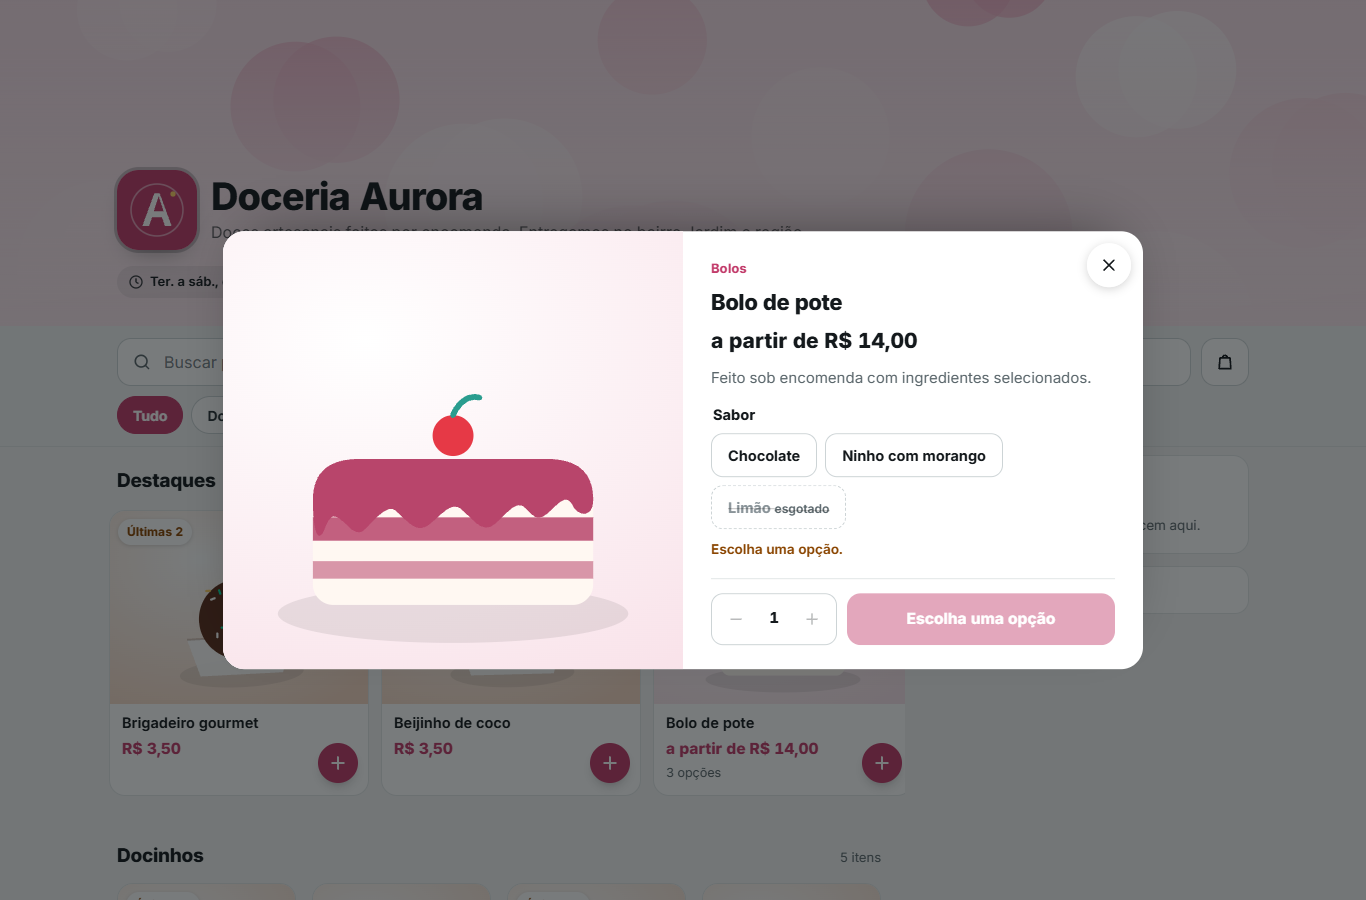 A
Doceria Aurora
Ter. a sáb.,
Buscar
Tudo
Destaques
Últimas 2
Bolos
Bolo de pote
a partir de R$ 14,00
Feito sob encomenda com ingredientes selecionados.
Sabor
Chocolate
Ninho com morango
Limão esgotado
Escolha uma opção.
1
Escolha uma opção
aqui.
Brigadeiro gourmet
R$ 3,50
Beijinho de coco
R$ 3,50
Bolo de pote
a partir de R$ 14,00
3 opções
Docinhos
5 itens